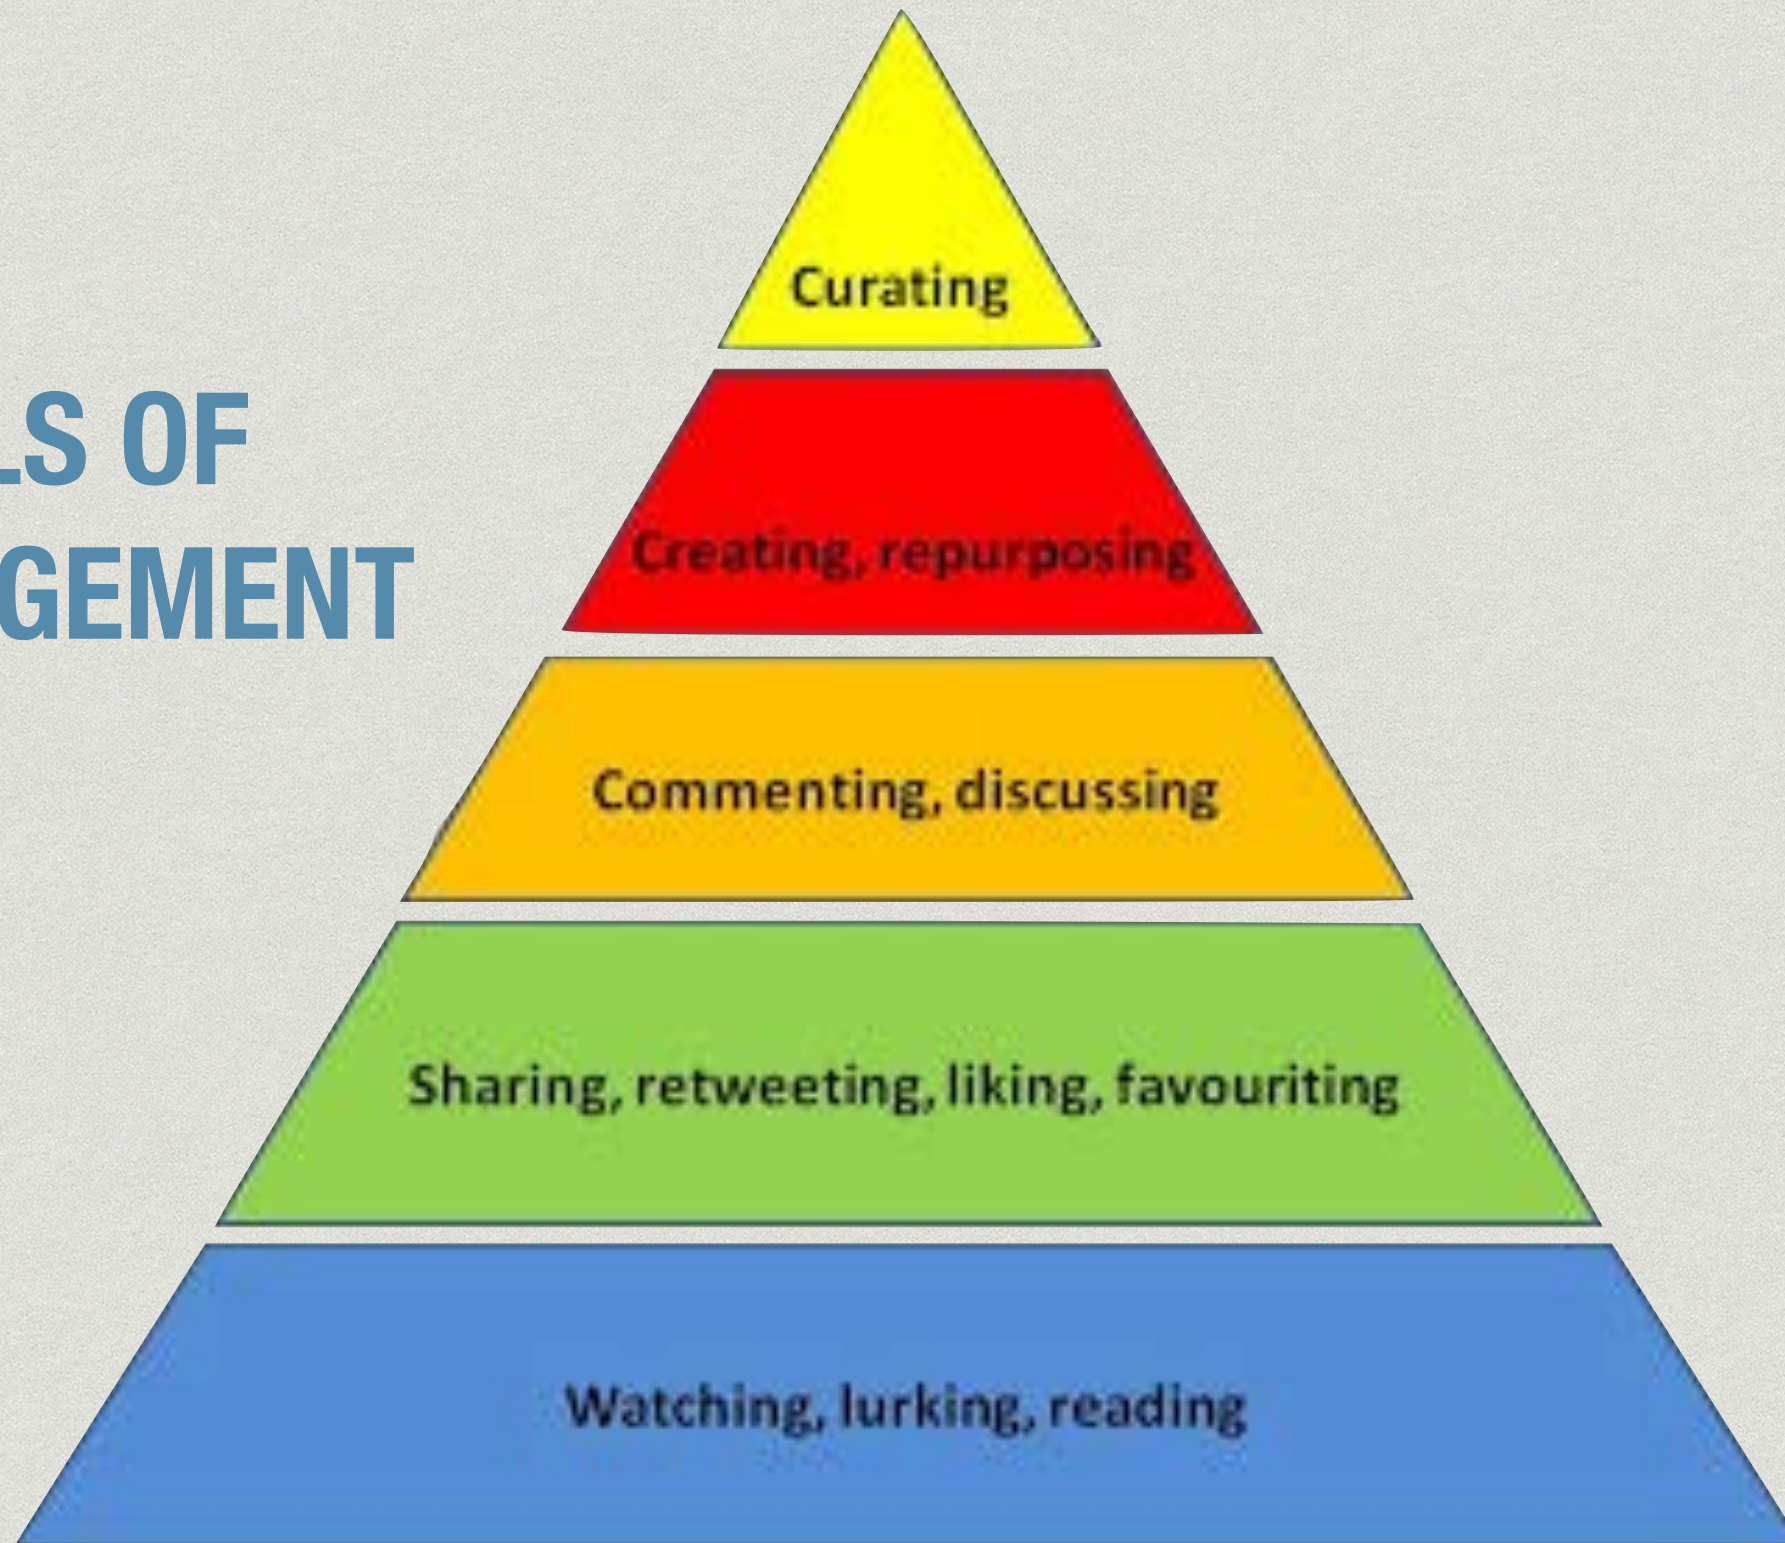 Curating
LS OF
GEMENT
Creating, repurposing
Commenting, discussing
Sharing, retweeting, liking, favouriting
Watching, lurking, reading